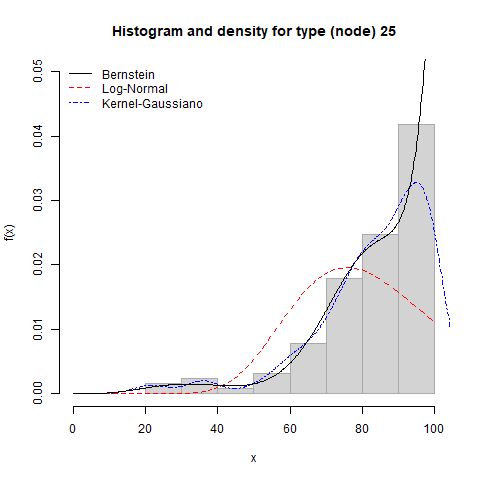 Histogram and density for type (node) 25
Bernstein
Log-Normal
Kernel-Gaussiano
f(x)
0.05
0.04
0.03
0.02
0.01
0.00
0 20 40 60 80 100
x